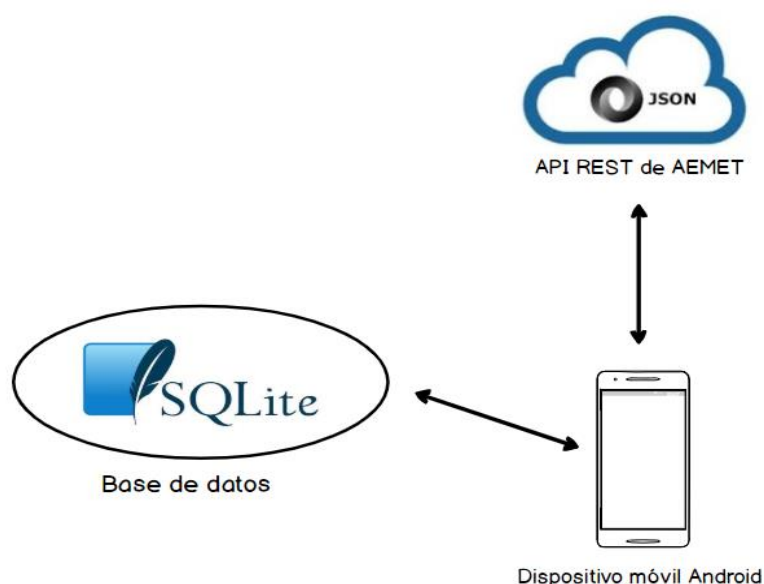 JSON
API REST de AEMET
SQLite
Base de datos
Dispositivo móvil Android